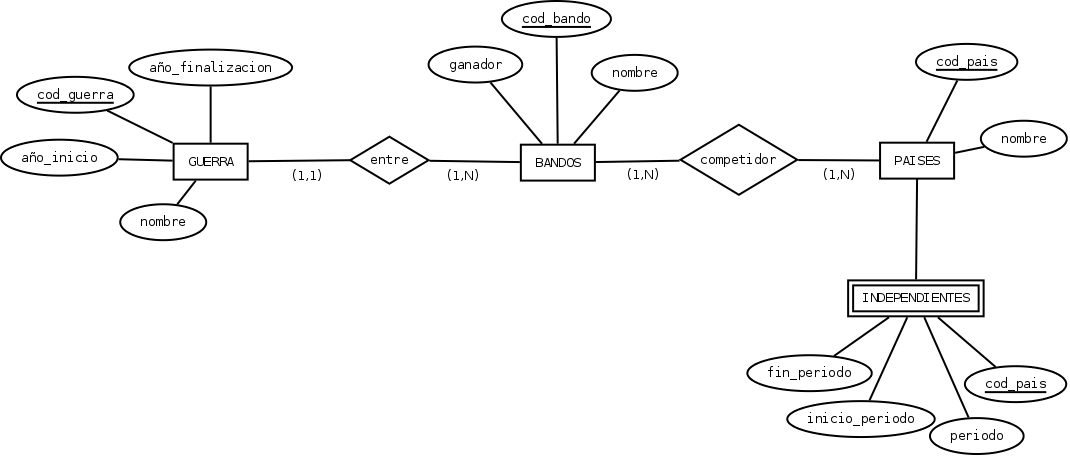 cod_bando
ganador
nombre
año_finalizacion
cod_guerra
año_inicio
nombre
GUERRA
entre
BANDOS
competidor
PAISES
(1,1)
(1,N)
(1,N)
(1,N)
cod_pais
nombre
INDEPENDIENTES
fin_periodo
inicio_periodo
periodo
cod_pais